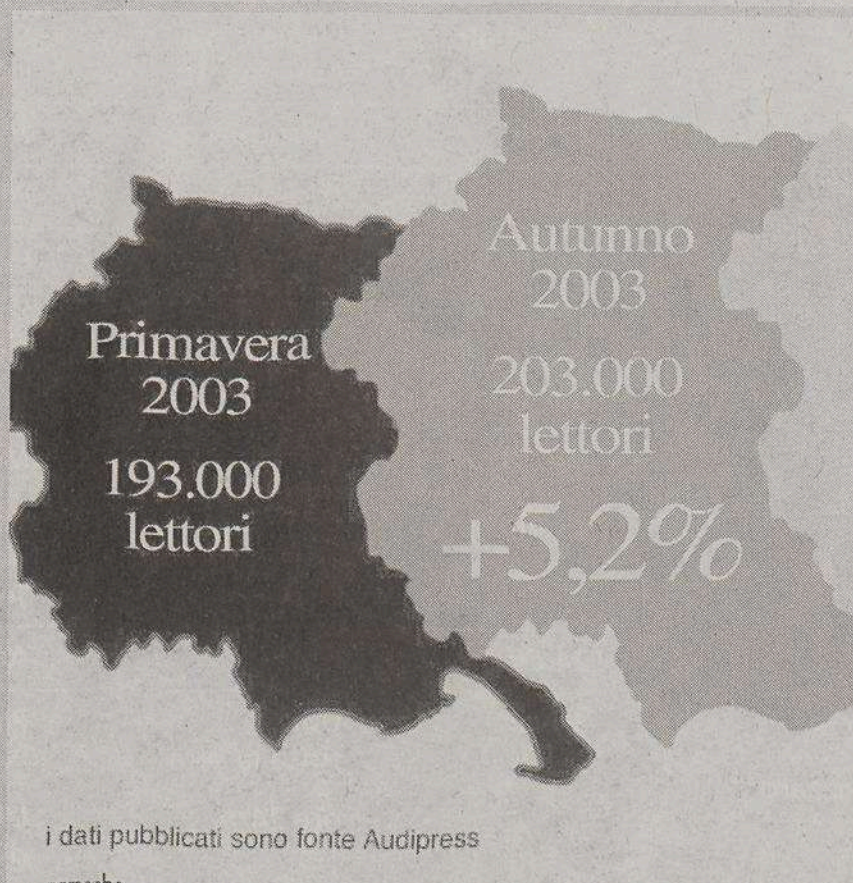 Primavera
2003
193.000
lettori
Autunno
2003
203.000
lettori
+5,2%
i dati pubblicati sono fonte Audipress